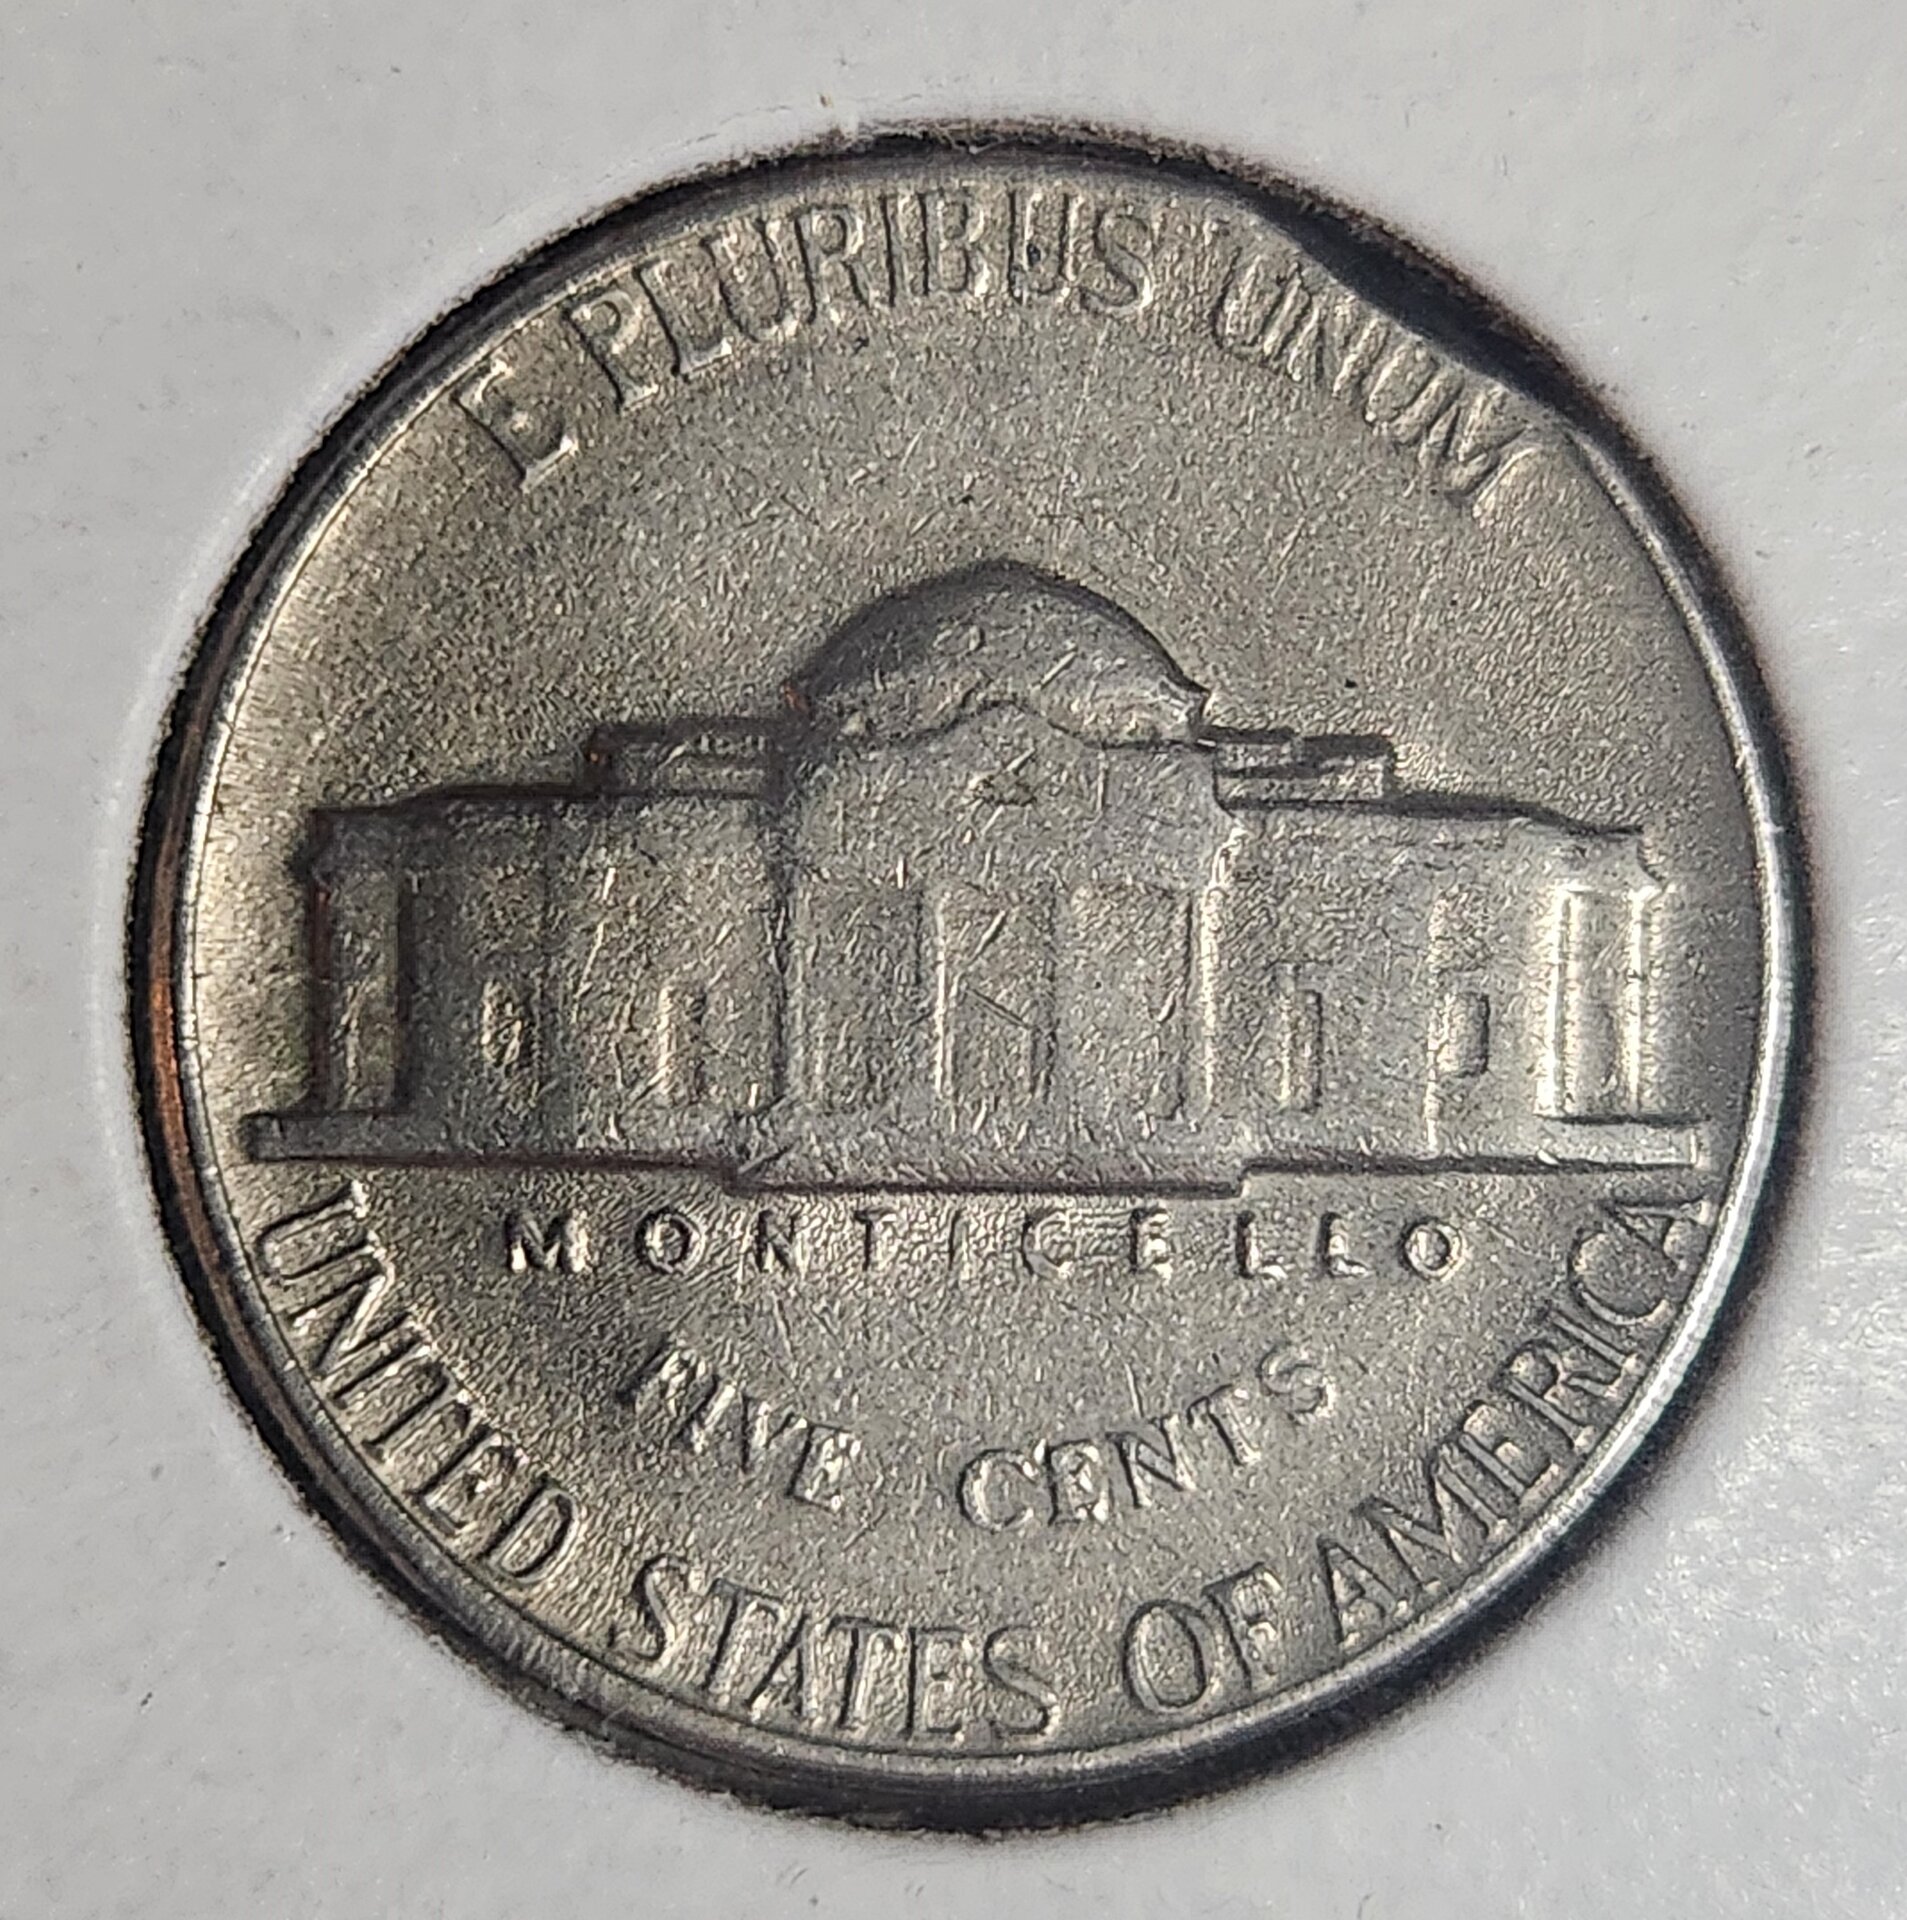 E PLURIBUS UNUM
MONTICELLO
FIVE CENTS
UNITED STATES OF AMERICA